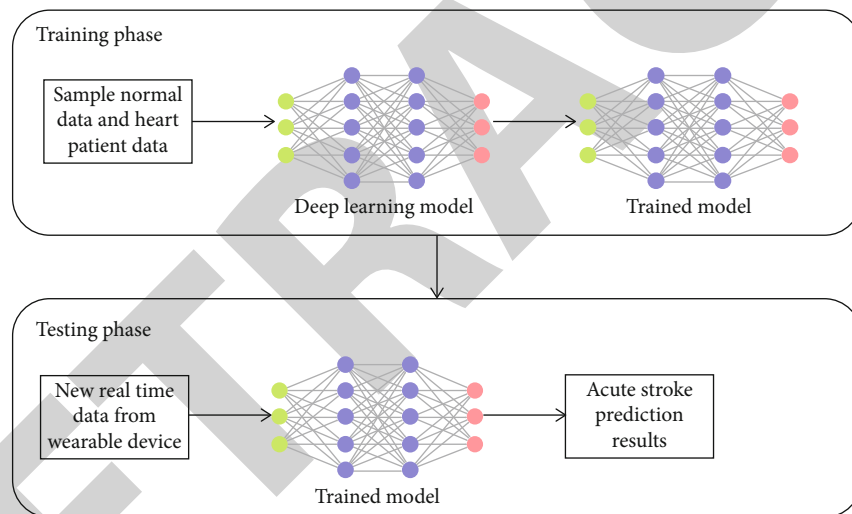 Training phase
Sample normal
data and heart
patient data
Deep learning model
Trained model
Testing phase
New real time
data from
wearable device
Acute stroke
prediction
results
Trained model